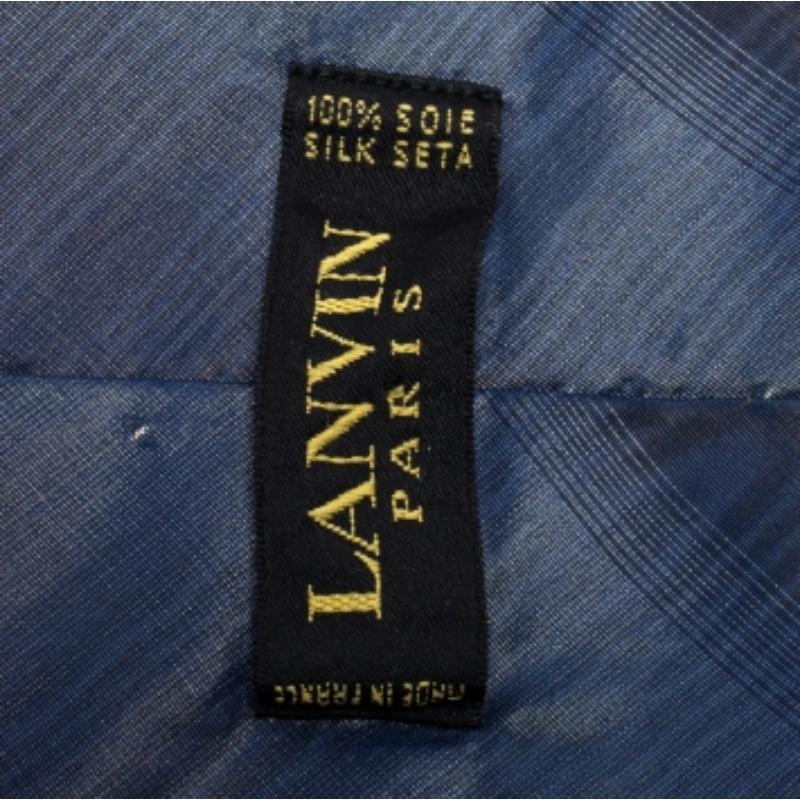 100% SOIE
SILK SETA
LANVIN
PARIS
MADE IN FRANCE